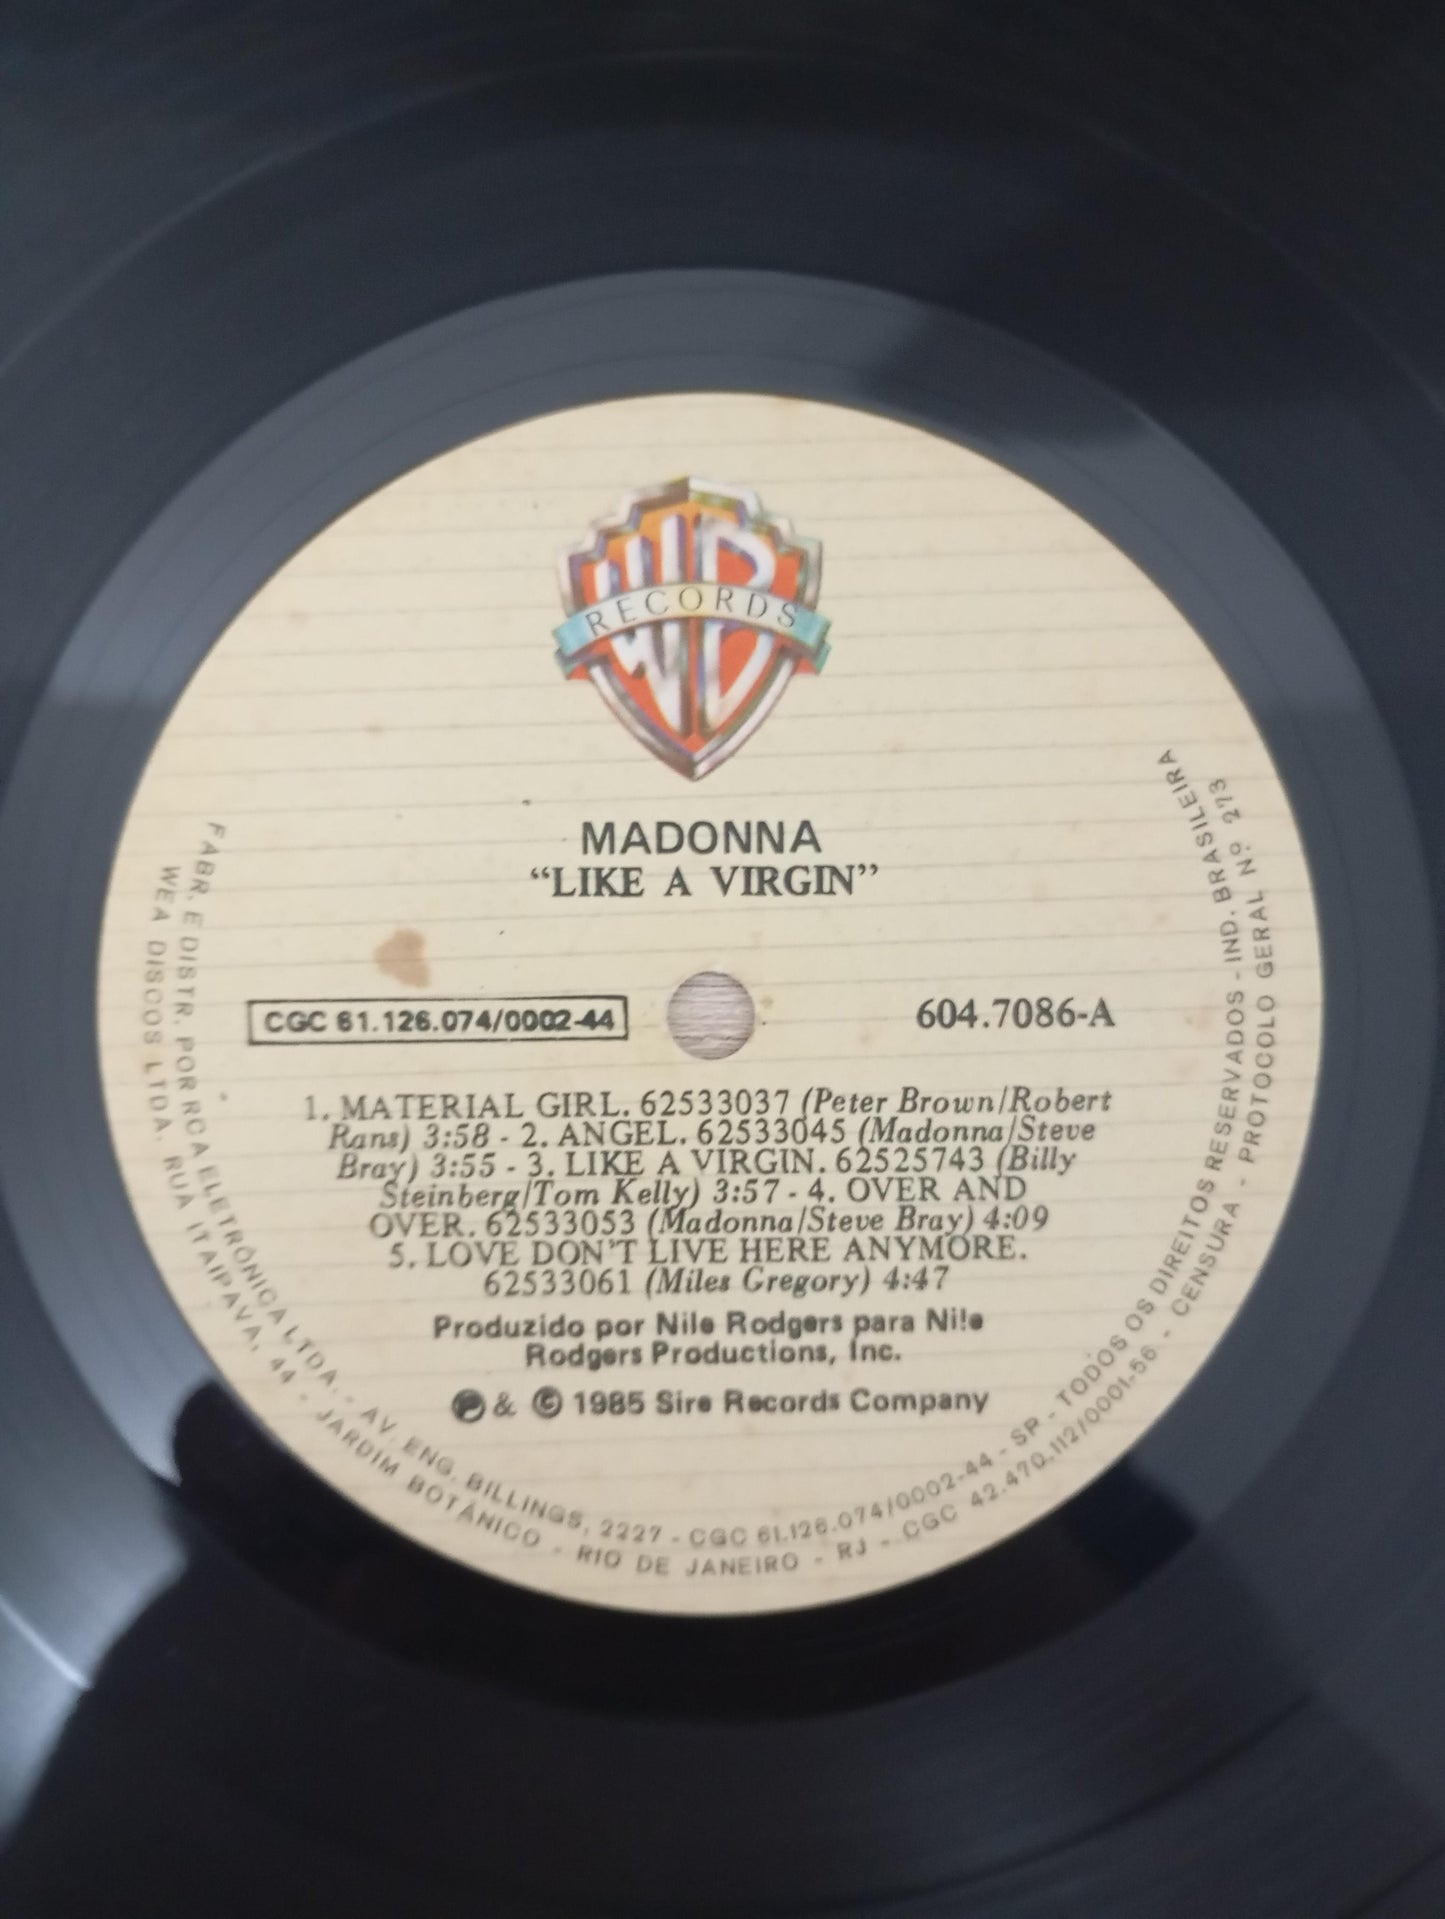 WB
RECORDS
MADONNA
“LIKE A VIRGIN”
CGC 61.126.074/0002-44
604.7086-A
1. MATERIAL GIRL. 62533037 (Peter Brown/Robert
Rans) 3:58 - 2. ANGEL. 62533045 (Madonna/Steve
Bray) 3:55 - 3. LIKE A VIRGIN. 62525743 (Billy
Steinberg/Tom Kelly) 3:57 - 4. OVER AND
OVER. 62533053 (Madonna/Steve Bray) 4:09
5. LOVE DON'T LIVE HERE ANYMORE.
62533061 (Miles Gregory) 4:47
Produzido por Nile Rodgers para Nile
Rodgers Productions, Inc.
℗ & © 1985 Sire Records Company
FABR. E DISTR. POR RCA ELETRÔNICA LTDA. - AV. ENG. BILLINGS, 2227 - CGC 61.126.074/0002-44 - SP - TODOS OS DIREITOS RESERVADOS - IND. BRASILEIRA
WEA DISCOS LTDA. RUA ITAIPAVA, 44 - JARDIM BOTÂNICO - RIO DE JANEIRO - RJ - CGC 42.470.112/0001-56 - CENSURA - PROTOCOLO GERAL Nº 273